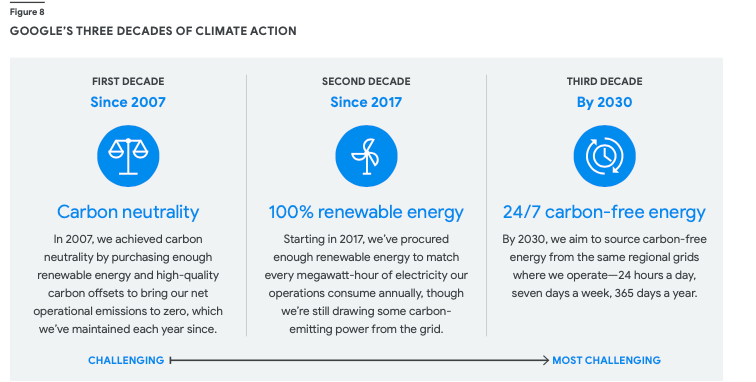 Figure 8
GOOGLE'S THREE DECADES OF CLIMATE ACTION
FIRST DECADE
Since 2007
Carbon neutrality
In 2007, we achieved carbon
neutrality by purchasing enough
renewable energy and high-quality
carbon offsets to bring our net
operational emissions to zero, which
we've maintained each year since.
SECOND DECADE
Since 2017
100% renewable energy
Starting in 2017, we've procured
enough renewable energy to match
every megawatt-hour of electricity our
operations consume annually, though
we're still drawing some carbon-
emitting power from the grid.
THIRD DECADE
By 2030
24/7 carbon-free energy
By 2030, we aim to source carbon-free
energy from the same regional grids
where we operate—24 hours a day,
seven days a week, 365 days a year.
CHALLENGING
MOST CHALLENGING